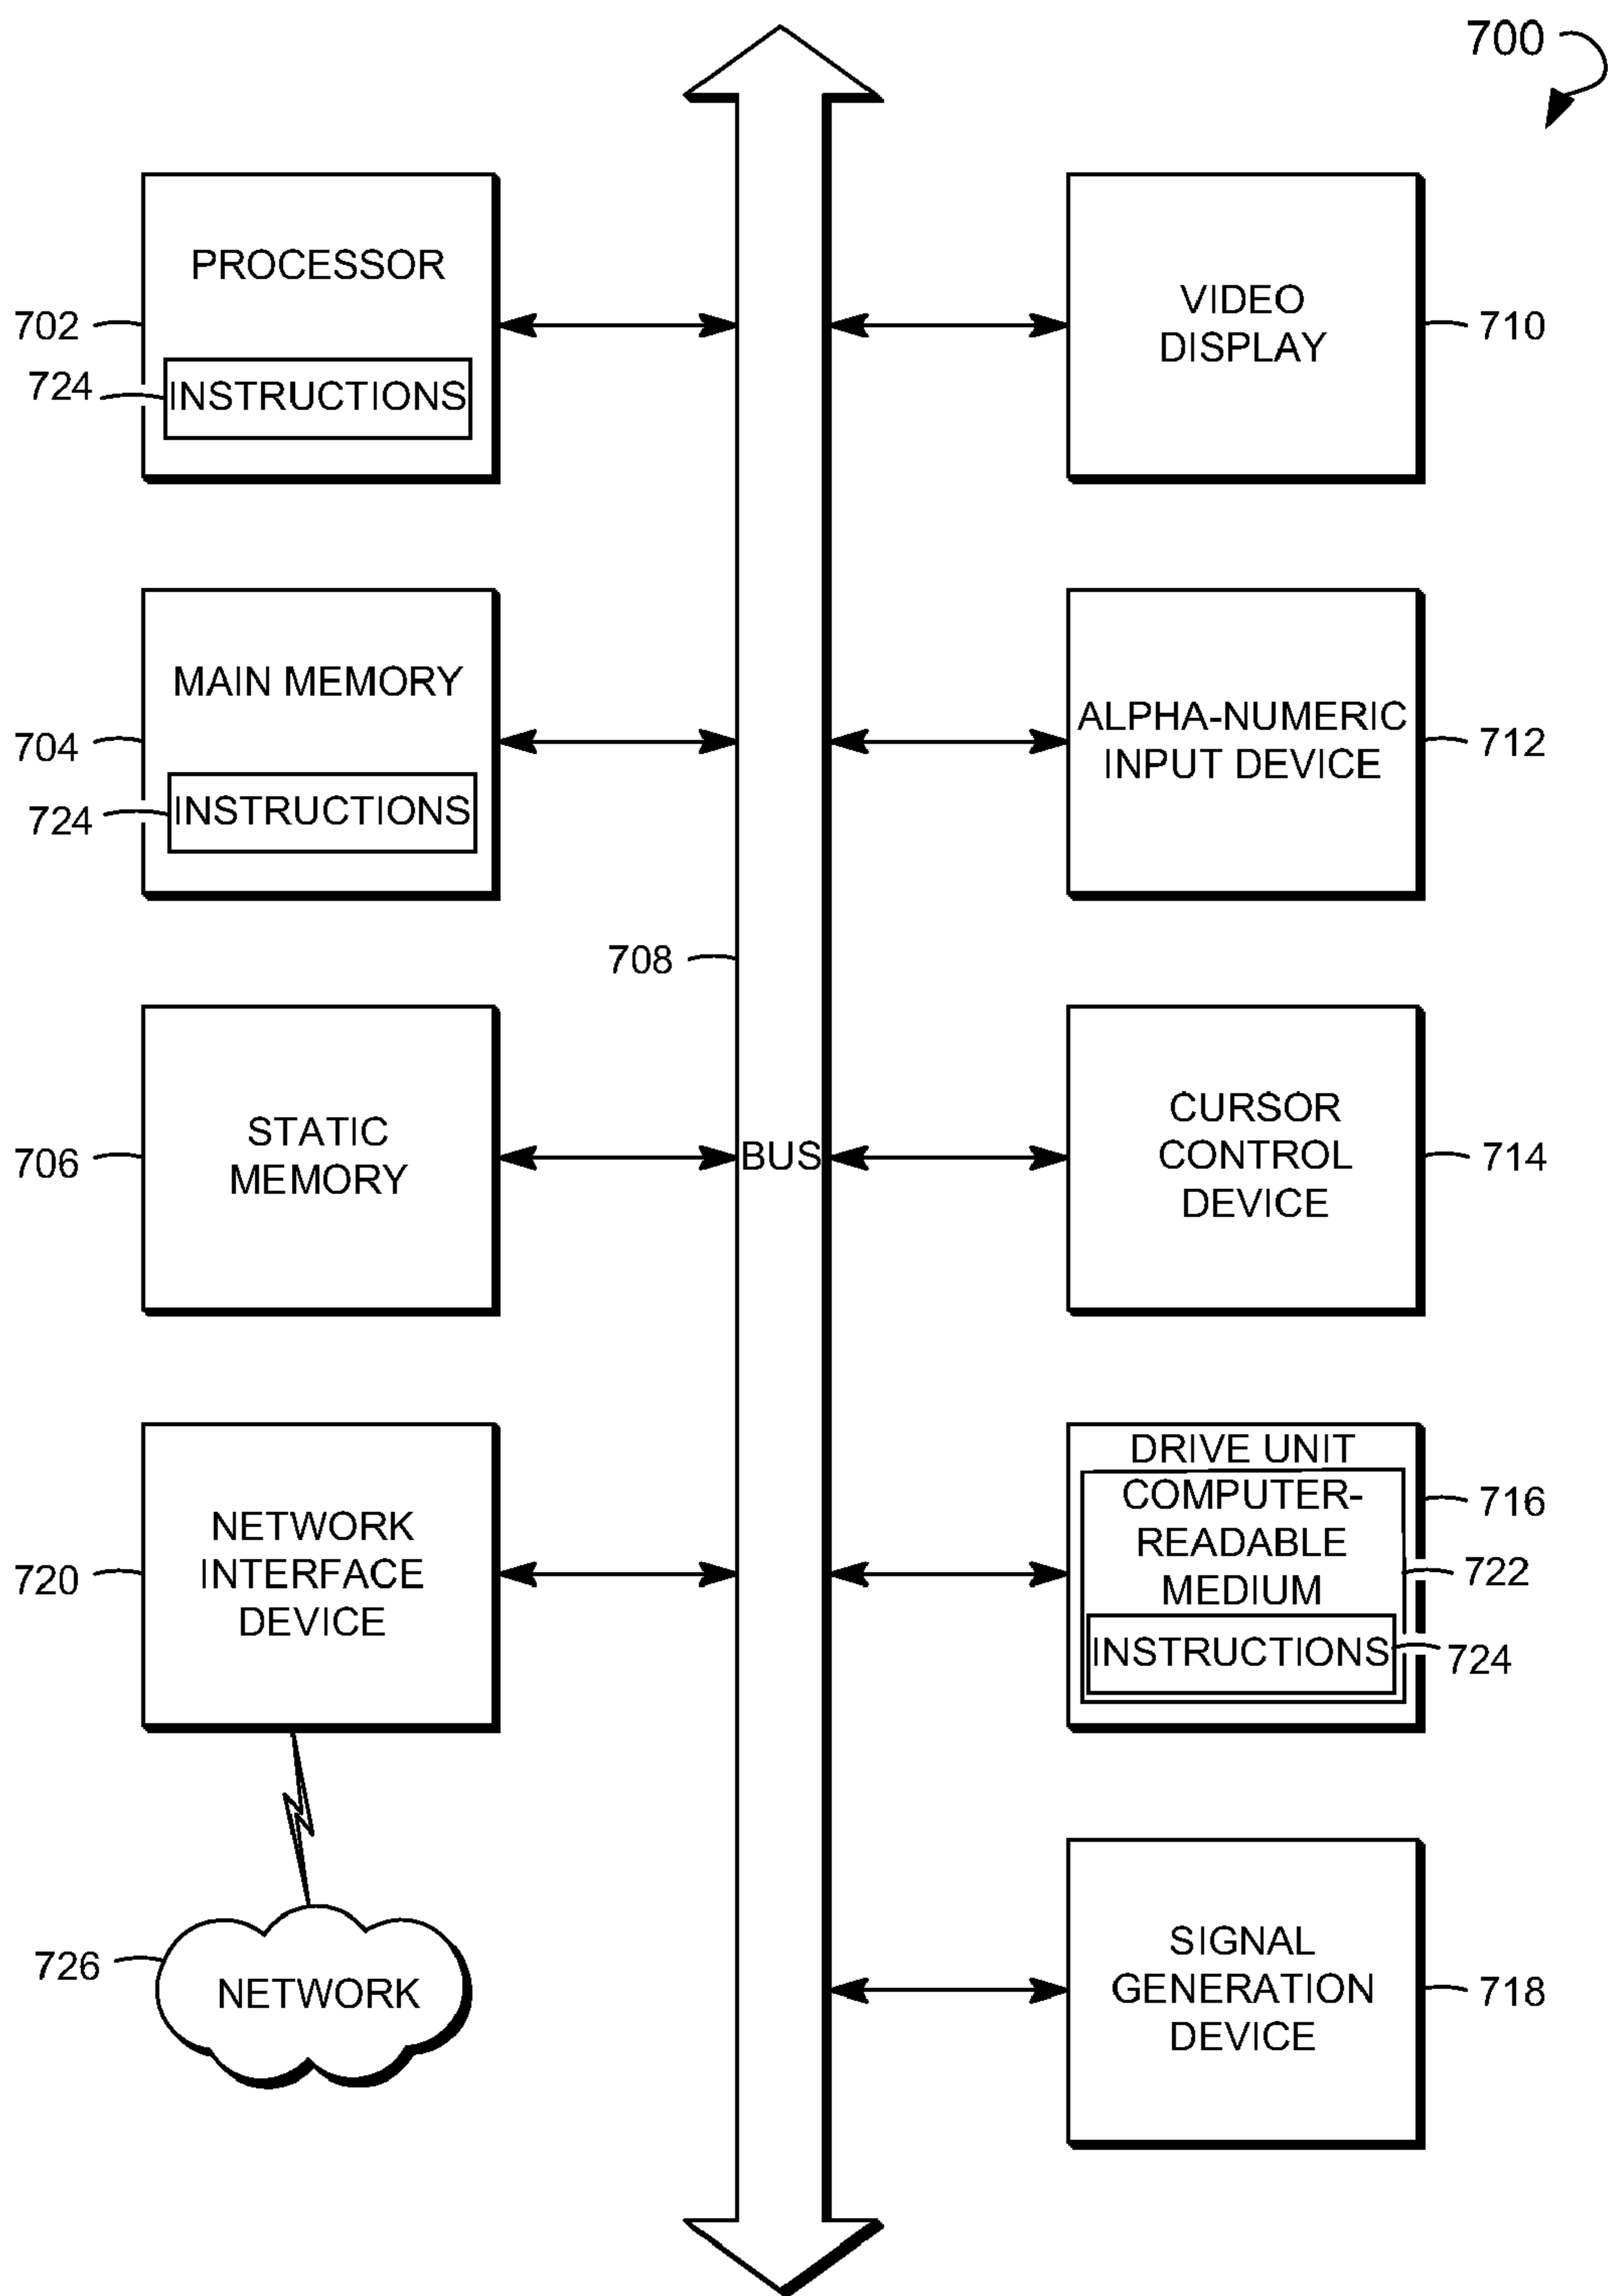 700
PROCESSOR
702
724
INSTRUCTIONS
VIDEO
DISPLAY
710
MAIN MEMORY
704
724
INSTRUCTIONS
ALPHA-NUMERIC
INPUT DEVICE
712
708
STATIC
MEMORY
706
BUS
CURSOR
CONTROL
DEVICE
714
NETWORK
INTERFACE
DEVICE
720
DRIVE UNIT
COMPUTER-
READABLE
MEDIUM
INSTRUCTIONS
716
722
724
726
NETWORK
SIGNAL
GENERATION
DEVICE
718